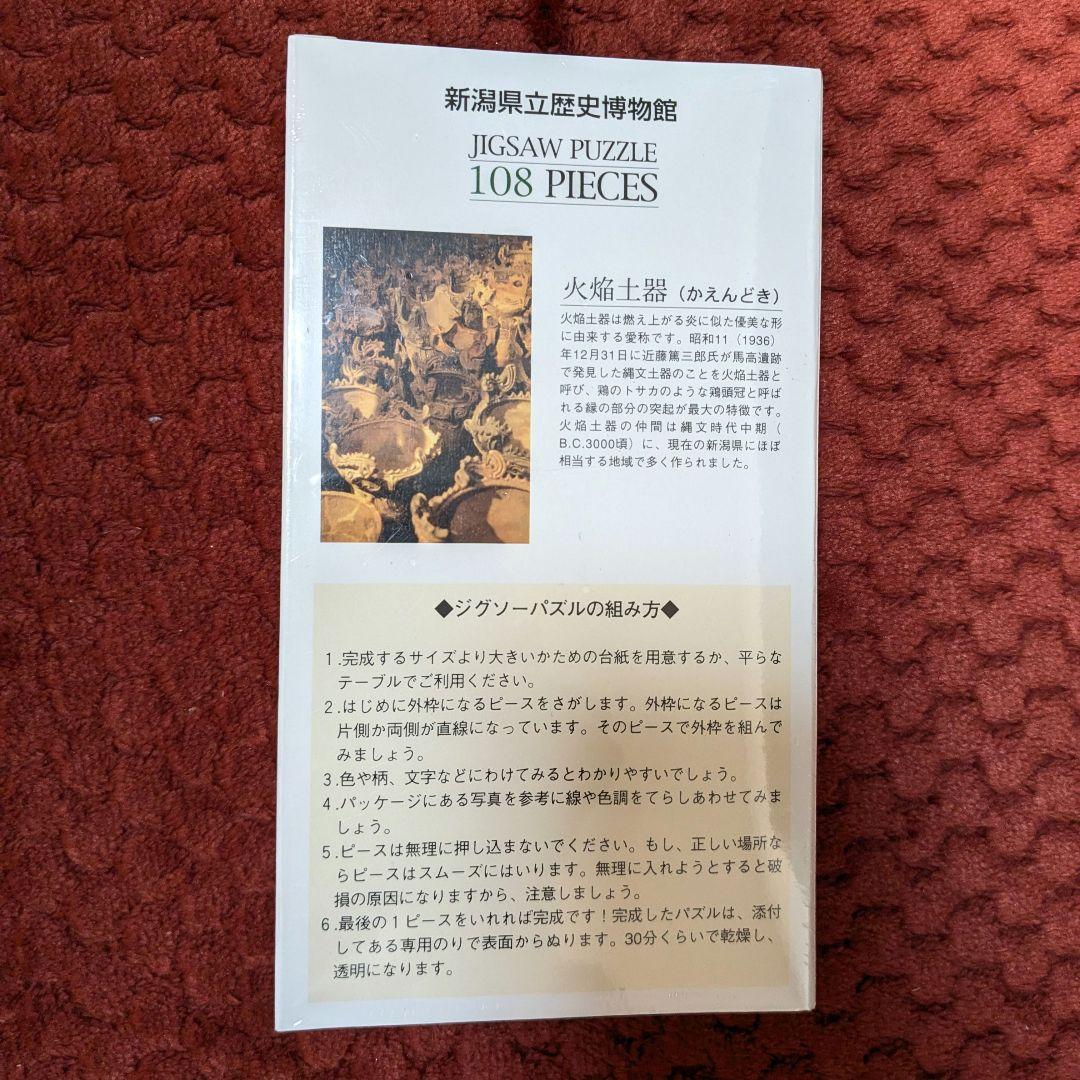 新潟県立歴史博物館
JIGSAW PUZZLE
108 PIECES
火焔土器（かえんどき）
火焔土器は燃え上がる炎に似た優美な形
に由来する愛称です。昭和11（1936）
年12月31日に近藤篤三郎氏が馬高遺跡
で発見した縄文土器のことを火焔土器と
呼び、鶏のトサカのような鶏頭冠と呼ば
れる縁の部分の突起が最大の特徴です。
火焔土器の仲間は縄文時代中期（
B.C.3000頃）に、現在の新潟県にほぼ
相当する地域で多く作られました。
◆ジグソーパズルの組み方◆
1.完成するサイズより大きいかための台紙を用意するか、平らな
テーブルでご利用ください。
2.はじめに外枠になるピースをさがします。外枠になるピースは
片側か両側が直線になっています。そのピースで外枠を組んで
みましょう。
3.色や柄、文字などにわけてみるとわかりやすいでしょう。
4.パッケージにある写真を参考に線や色調をてらしあわせてみま
しょう。
5.ピースは無理に押し込まないでください。もし、正しい場所な
らピースはスムーズにはいります。無理に入れようとすると破
損の原因になりますから、注意しましょう。
6.最後の1ピースをいれれば完成です！完成したパズルは、添付
してある専用のりで表面からぬります。30分くらいで乾燥し、
透明になります。